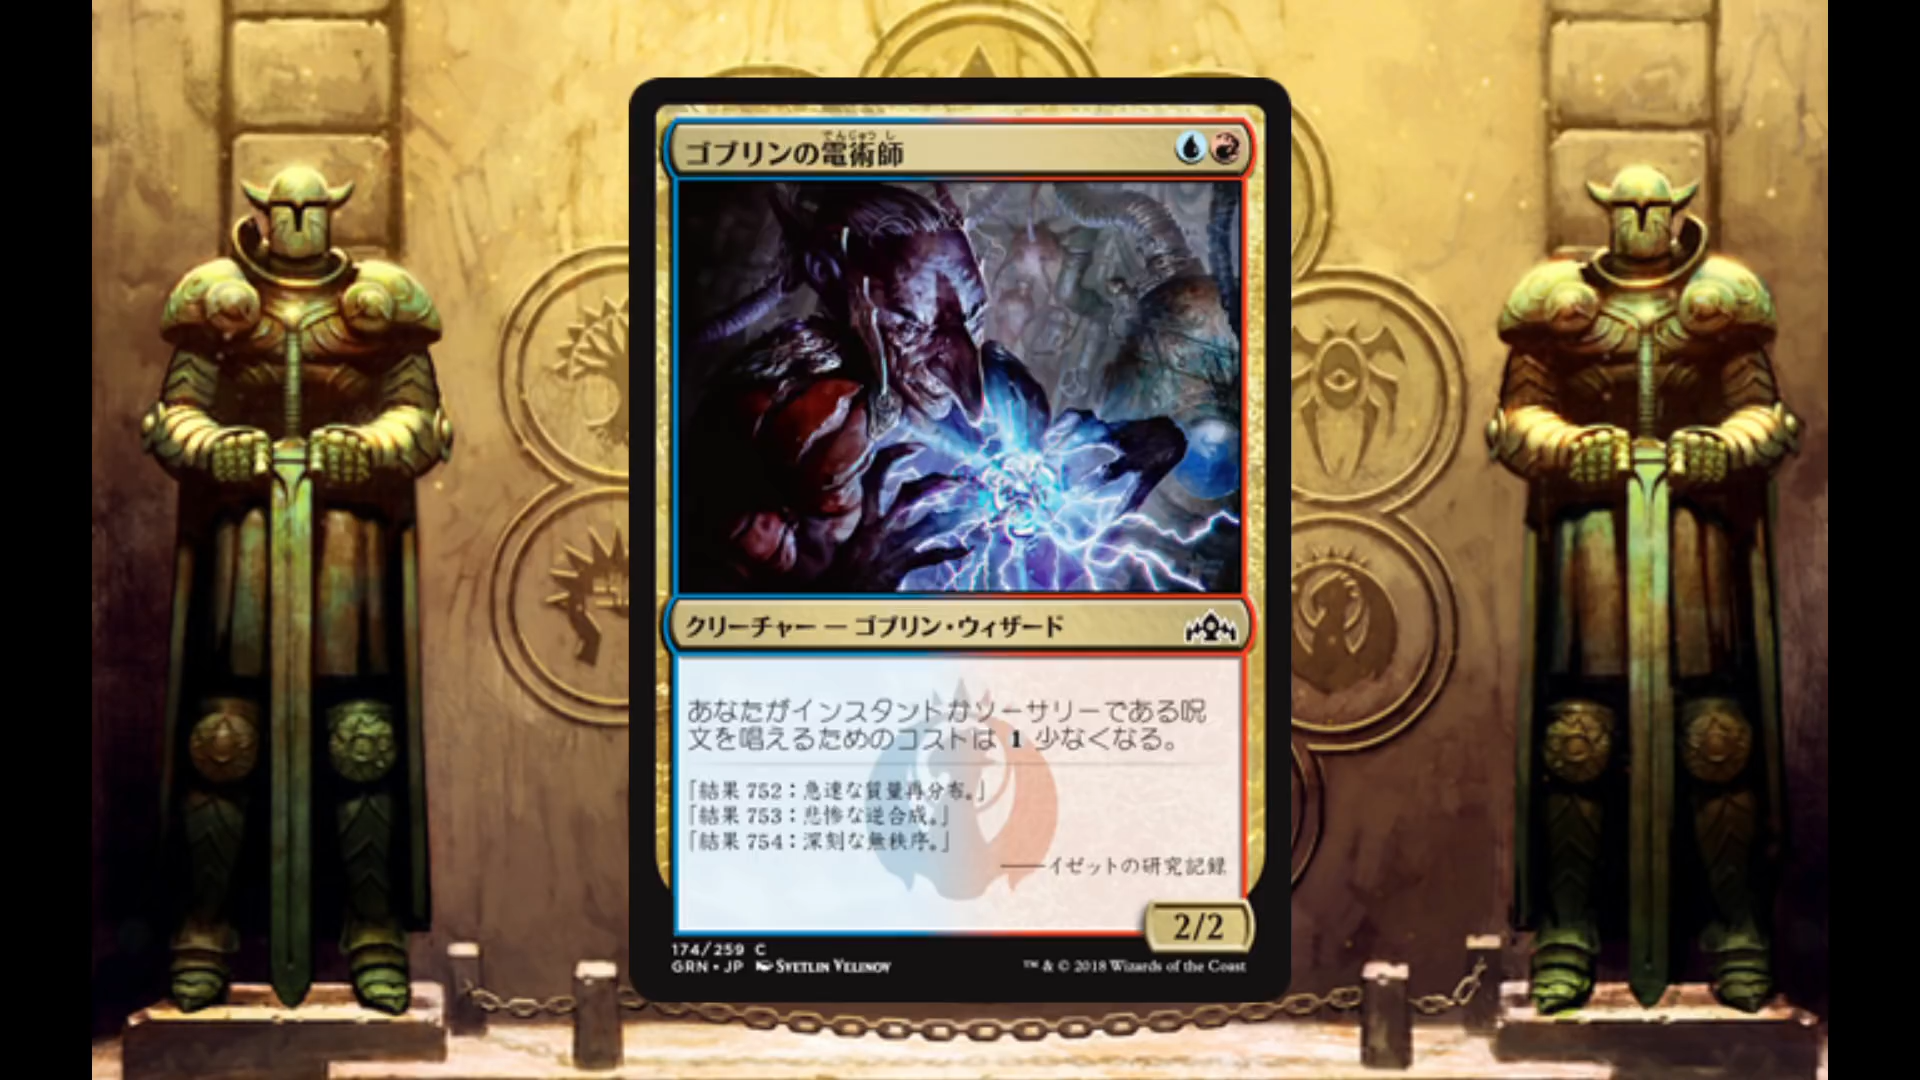 ゴブリンの電術師
でんじゅつし
クリーチャー — ゴブリン・ウィザード
あなたがインスタントかソーサリーである呪
文を唱えるためのコストは 1 少なくなる。
「結果 752：急速な質量再分布。」
「結果 753：悲惨な逆合成。」
「結果 754：深刻な無秩序。」
——イゼットの研究記録
2/2
174/259 C
GRN • JP Svetlin Velinov
™ & © 2018 Wizards of the Coast